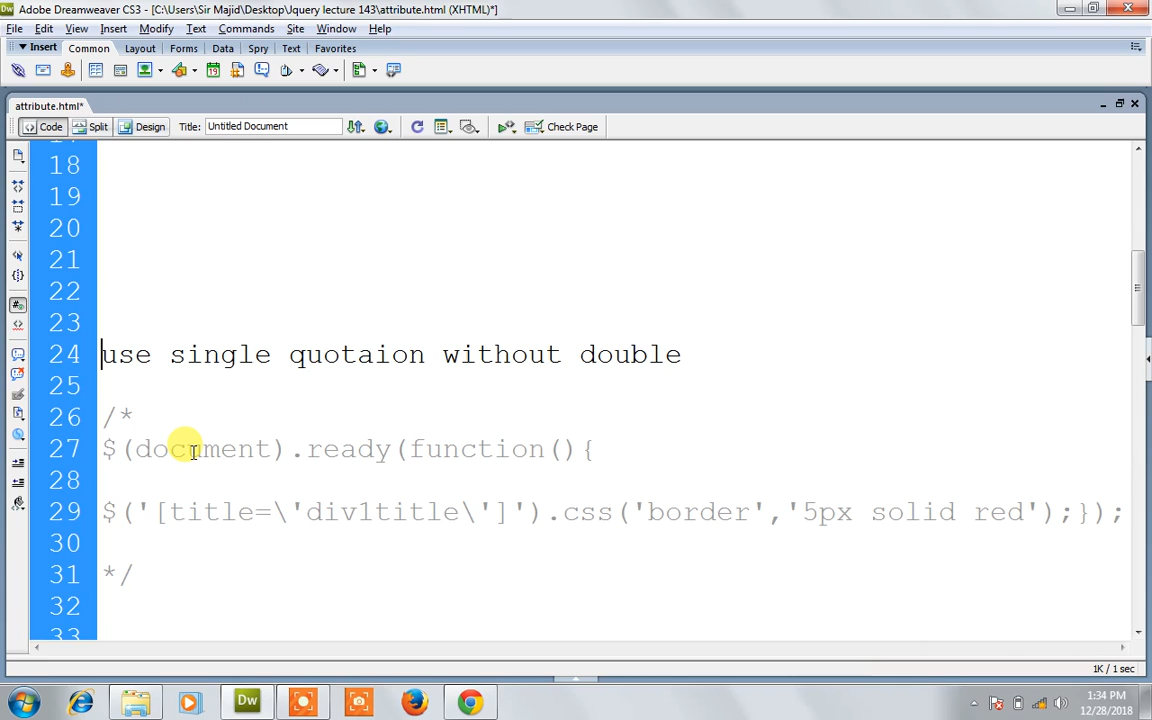 Adobe Dreamweaver CS3 - [C:\Users\Sir Majid\Desktop\Jquery lecture 143\attribute.html (XHTML)*]
File Edit View Insert Modify Text Commands Site Window Help
Insert Common Layout Forms Data Spry Text Favorites
attribute.html*
Code Split Design Title: Untitled Document Check Page
18
19
20
21
22
23
24 use single quotaion without double
25
26 /*
27 $(document).ready(function(){
28
29 $('[title=\'div1title\']').css('border','5px solid red');});
30
31 */
32
33
1K / 1 sec
Dw
1:34 PM
12/28/2018